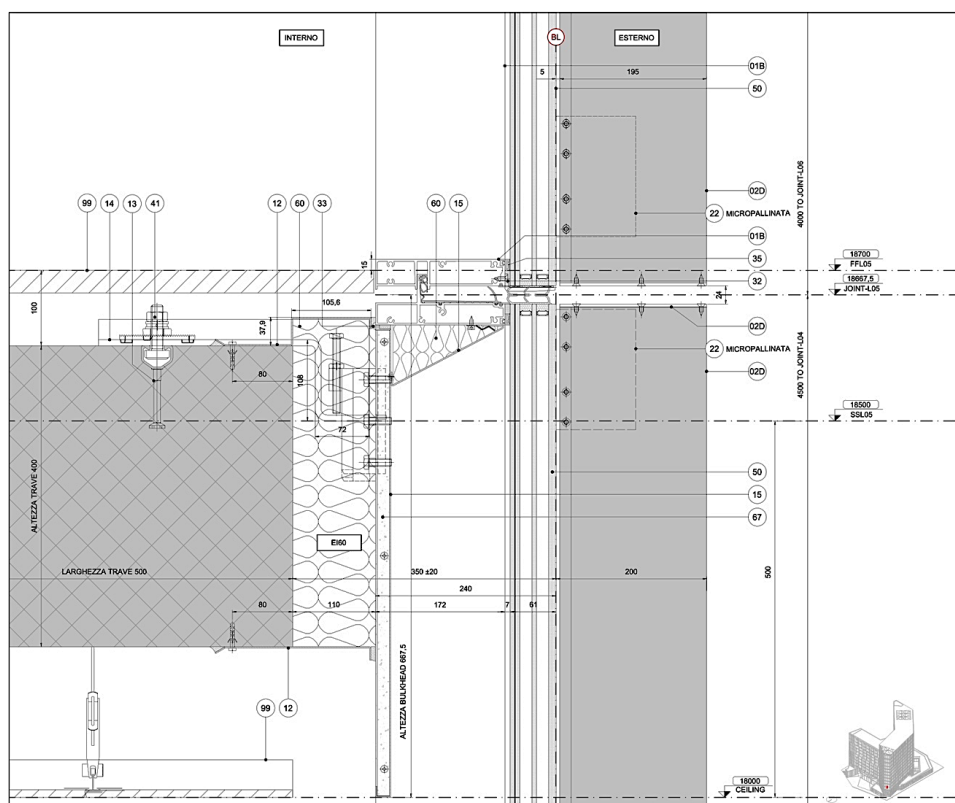 INTERNO
BL
ESTERNO
5
195
01B
50
4000 TO JOINT-L06
02D
22 MICROPALLINATA
99
14
13
41
12
60
33
60
15
01B
35
32
15
18700
FFL05
18667,5
JOINT-L05
24
100
105,6
37,9
02D
22 MICROPALLINATA
02D
4500 TO JOINT-L04
80
108
72
18500
SSL05
ALTEZZA TRAVE 400
50
15
67
EI60
LARGHEZZA TRAVE 500
350 ±20
200
500
240
80
110
172
7
61
ALTEZZA BULKHEAD 667,5
99
12
18000
CEILING